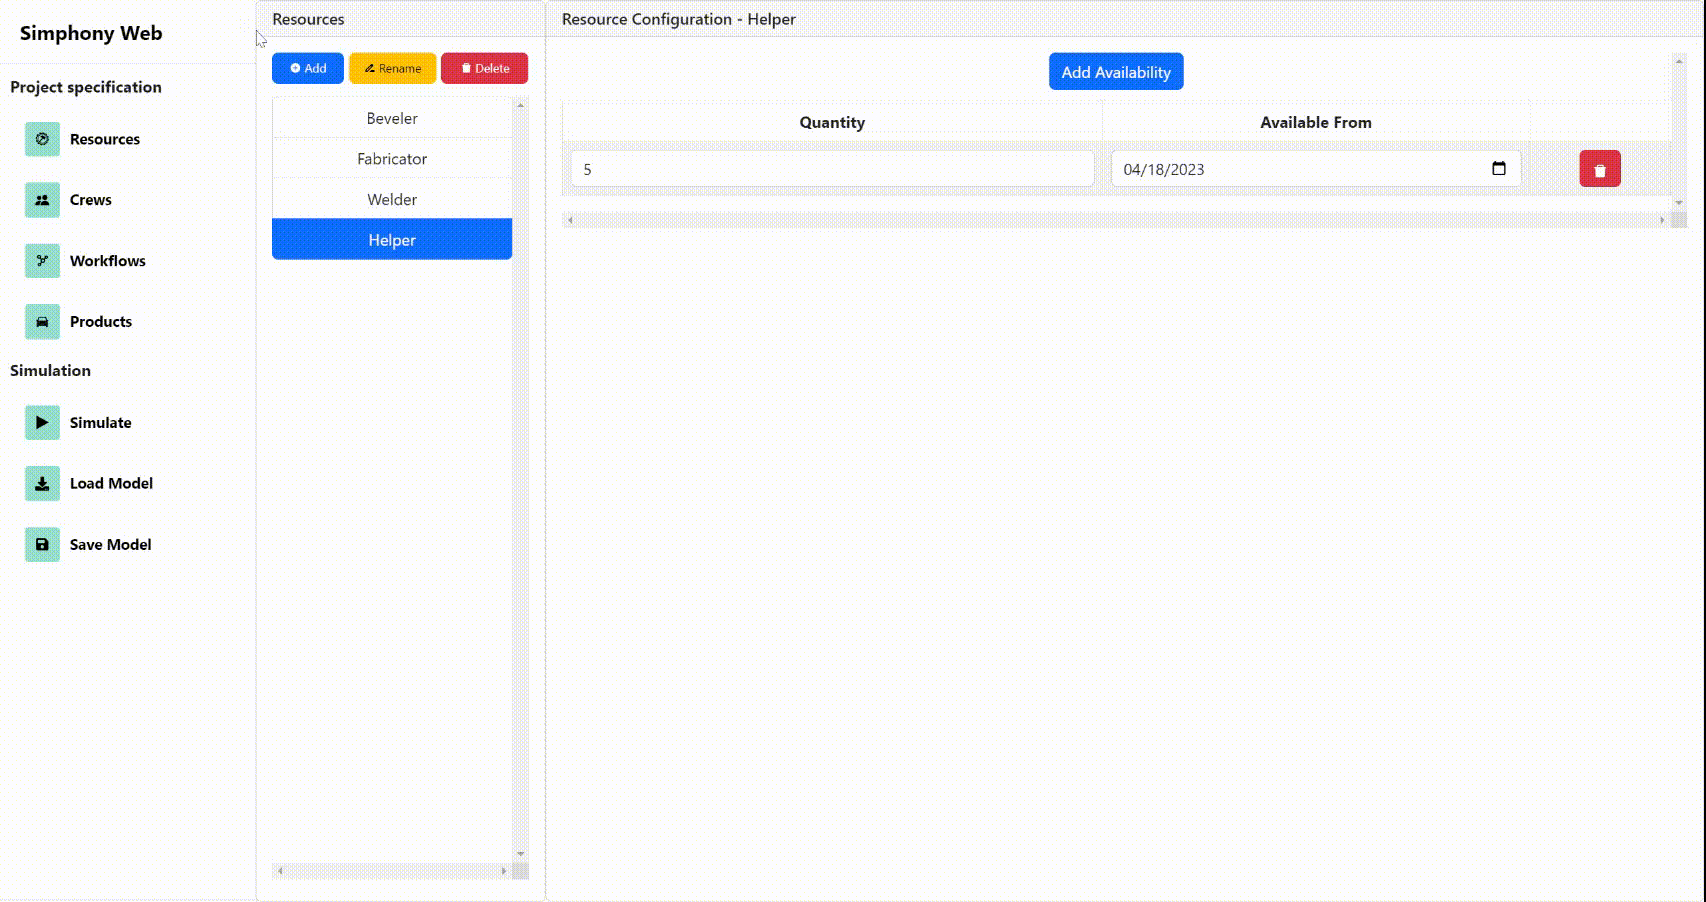 Simphony Web
Project specification
Resources
Crews
Workflows
Products
Simulation
Simulate
Load Model
Save Model
Resources
Add Rename Delete
Beveler
Fabricator
Welder
Helper
Resource Configuration - Helper
Add Availability
Quantity Available From
5 04/18/2023